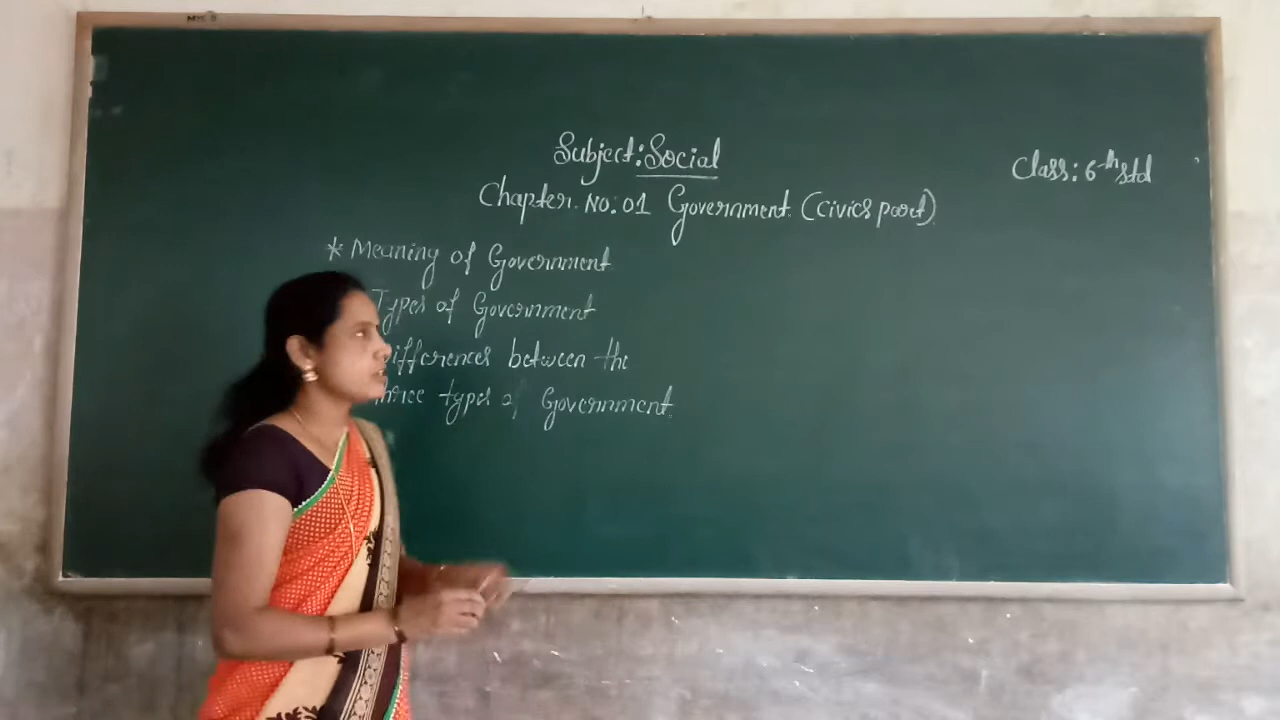 Subject: Social
Class: 6th std
Chapter. No: 01 Government (civics part)
* Meaning of Government
Types of Government
ifferences between the
hree types of Government